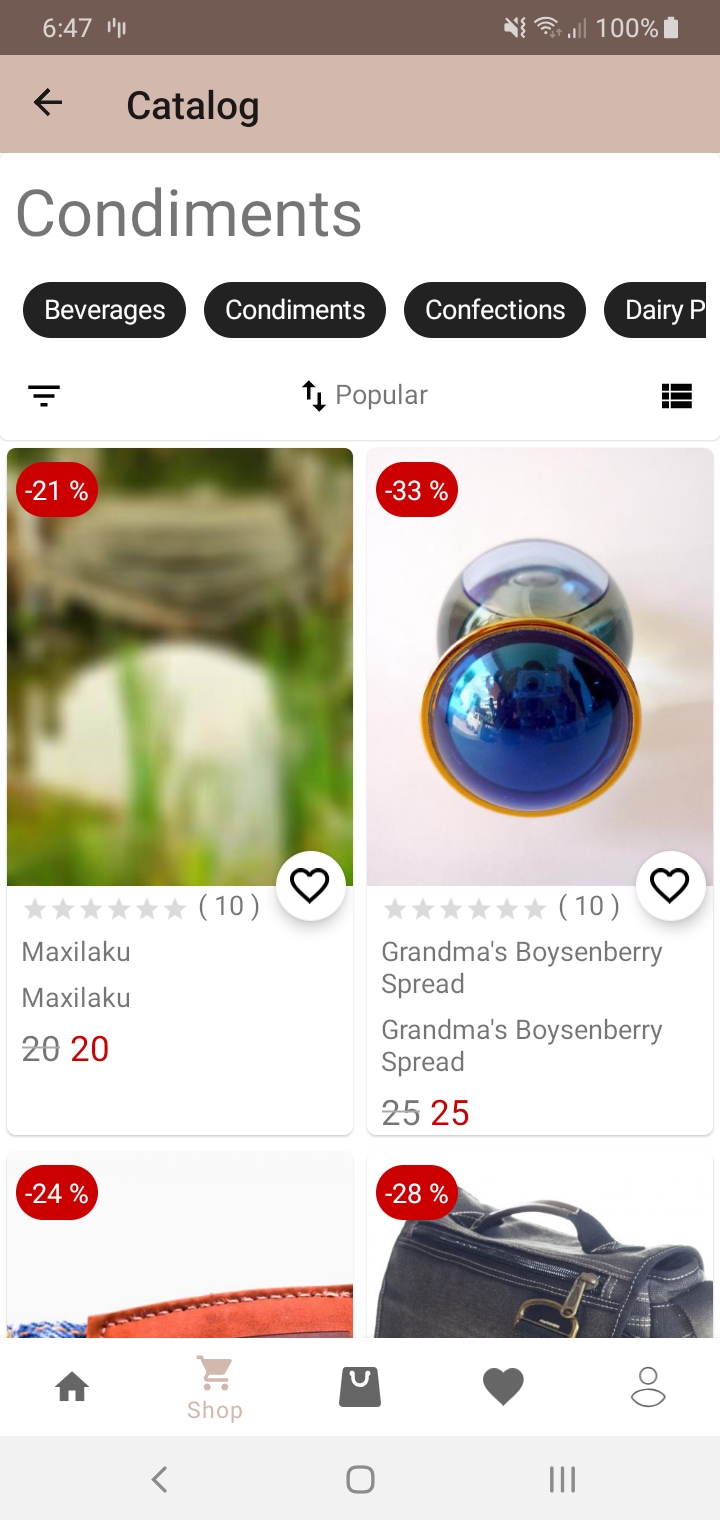 6:47 100%
Catalog
Condiments
Beverages Condiments Confections Dairy P
Popular
-21 % -33 %
( 10 ) ( 10 )
Maxilaku
Maxilaku
20 20
Grandma's Boysenberry
Spread
Grandma's Boysenberry
Spread
25 25
-24 % -28 %
Shop